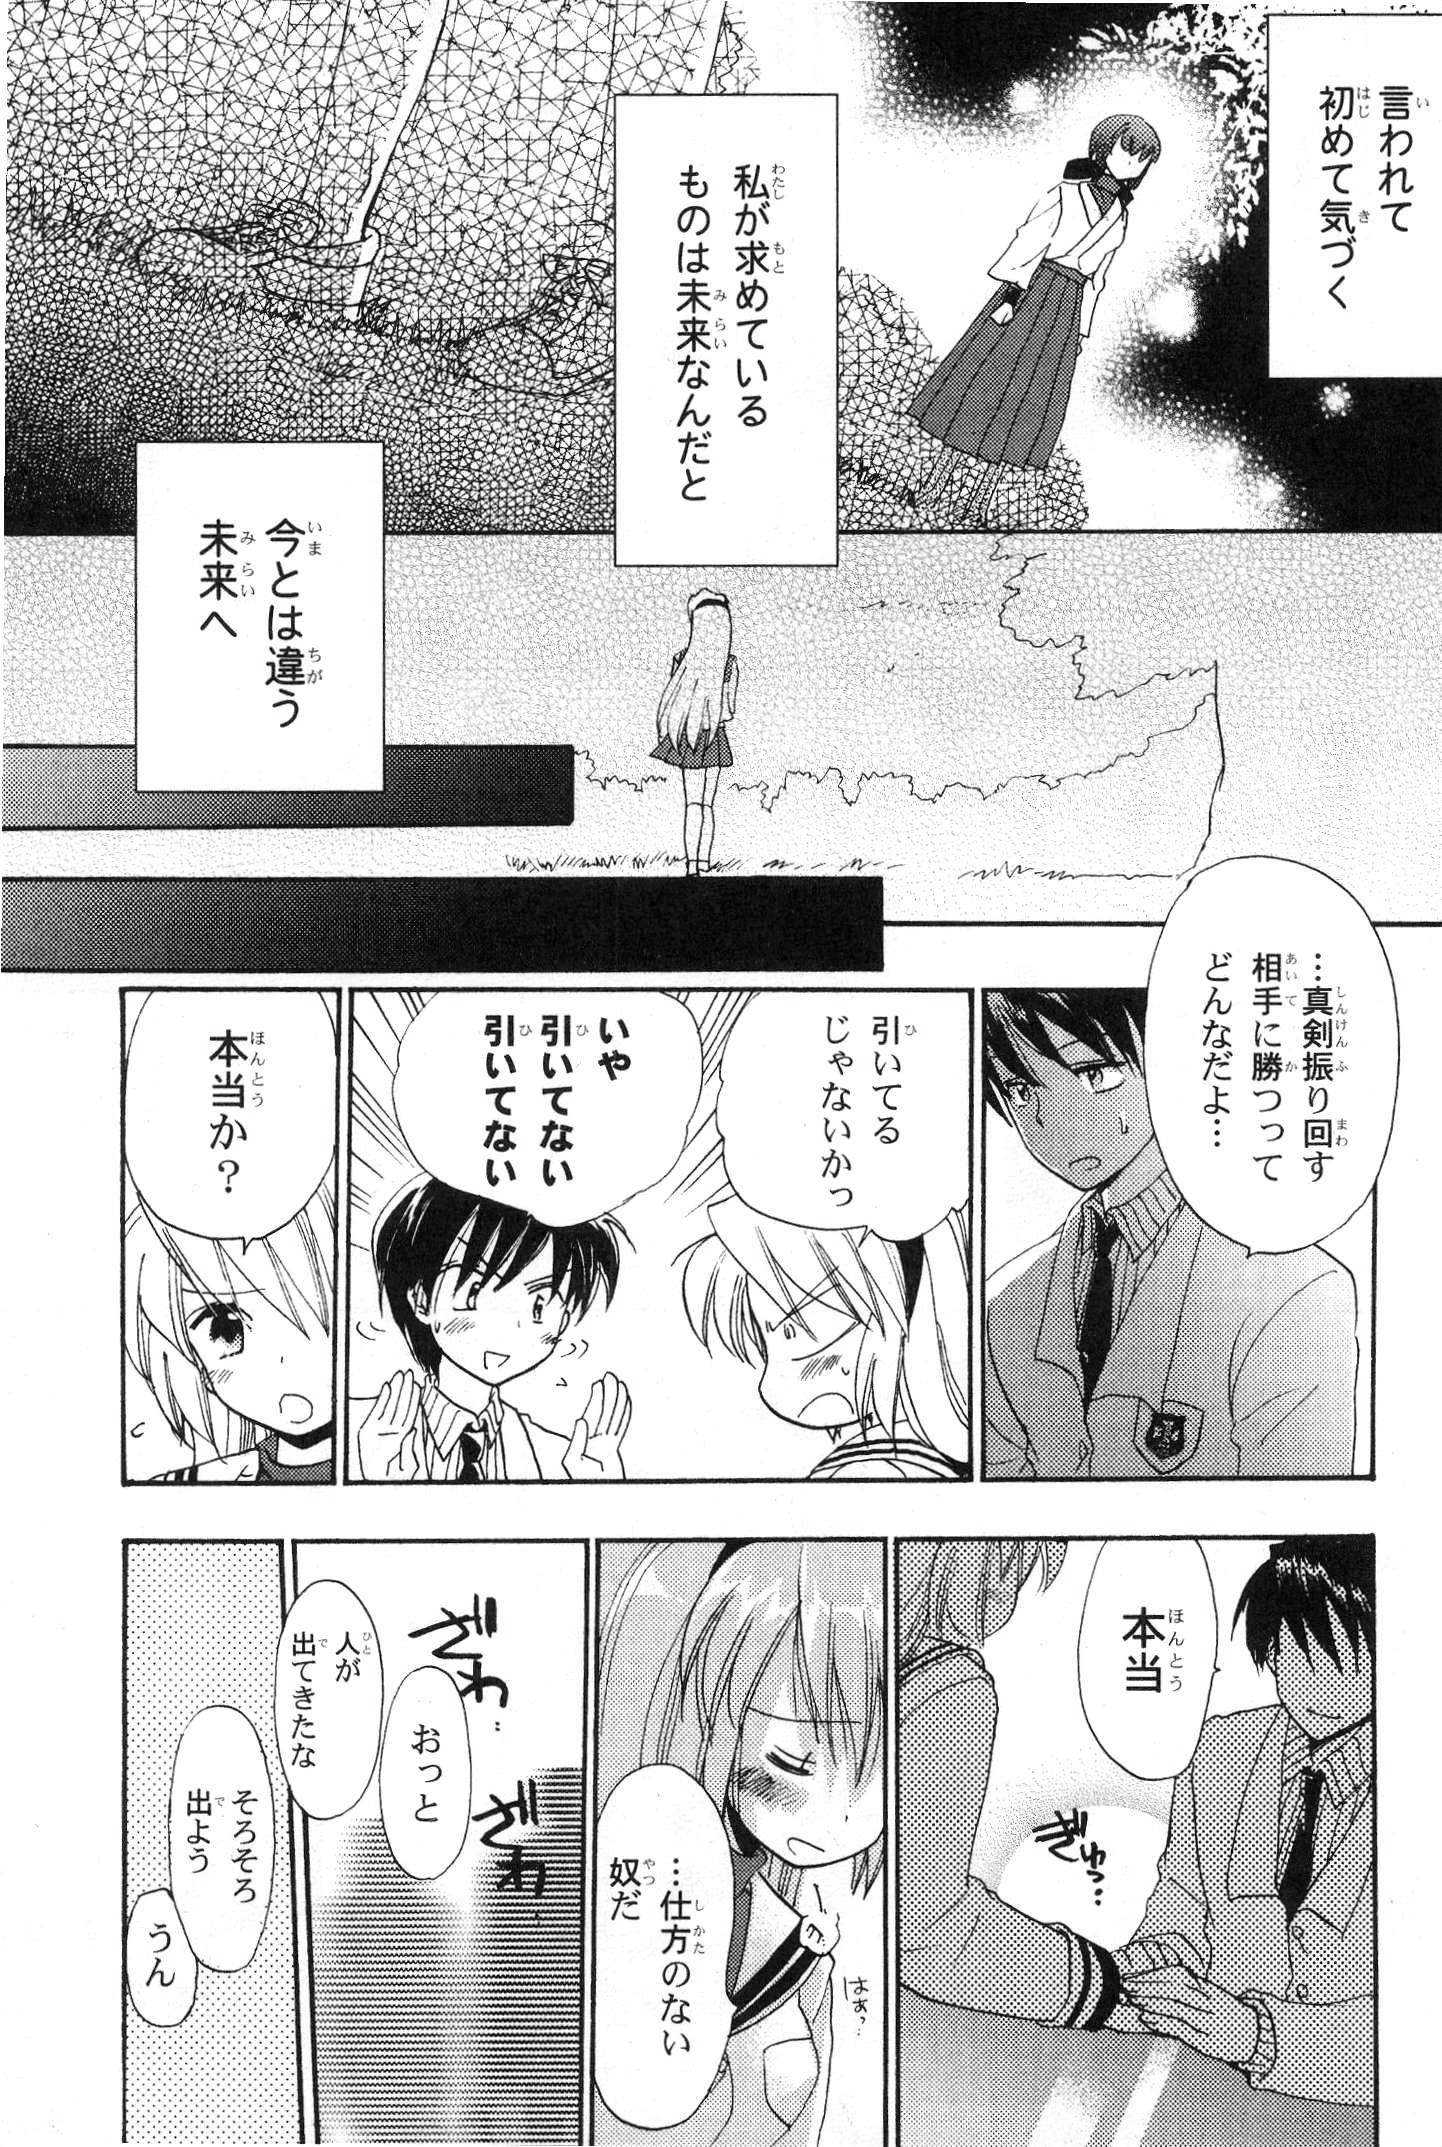 言われて
初めて気づく
私が求めている
ものは未来なんだと
今とは違う
未来へ
…真剣振り回す
相手に勝つって
どんなだよ…
引いてる
じゃないかっ
いや
引いてない
引いてない
本当か？
本当
ぎゅっ…
…仕方のない
奴だ
はぁ?
ざわ…
ざわ…
おっと
人が
出てきたな
そろそろ
出よう
うん